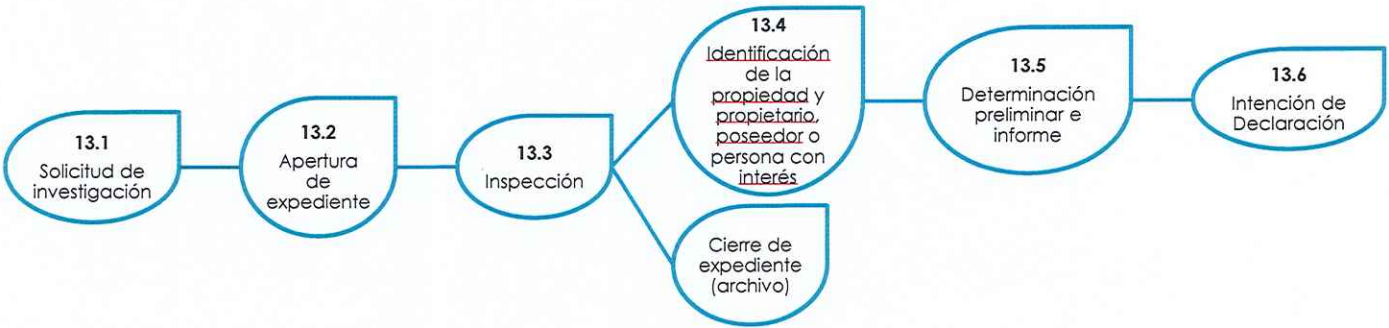 13.1
Solicitud de
investigación
13.2
Apertura
de
expediente
13.3
Inspección
13.4
Identificación
de la
propiedad y
propietario,
poseedor o
persona con
interés
Cierre de
expediente
(archivo)
13.5
Determinación
preliminar e
informe
13.6
Intención de
Declaración